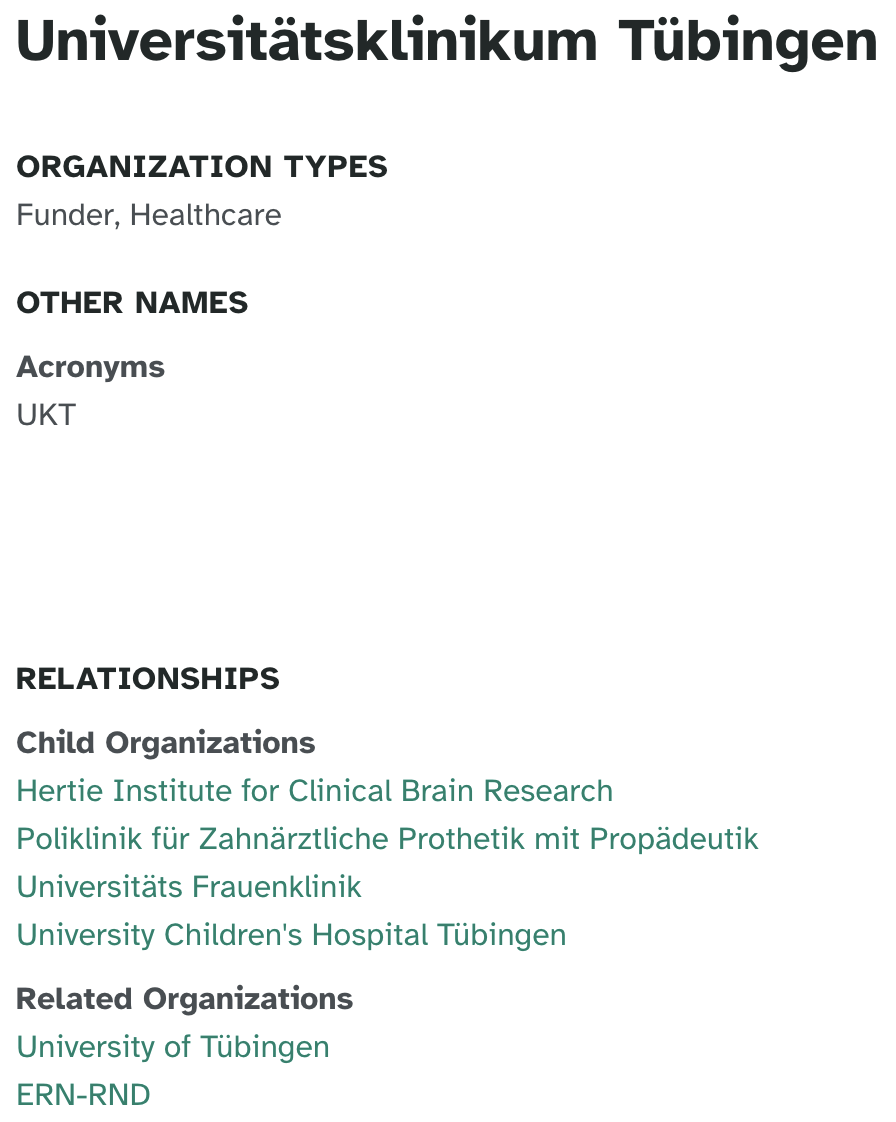 Universitätsklinikum Tübingen
ORGANIZATION TYPES
Funder, Healthcare
OTHER NAMES
Acronyms
UKT
RELATIONSHIPS
Child Organizations
Hertie Institute for Clinical Brain Research
Poliklinik für Zahnärztliche Prothetik mit Propädeutik
Universitäts Frauenklinik
University Children's Hospital Tübingen
Related Organizations
University of Tübingen
ERN-RND